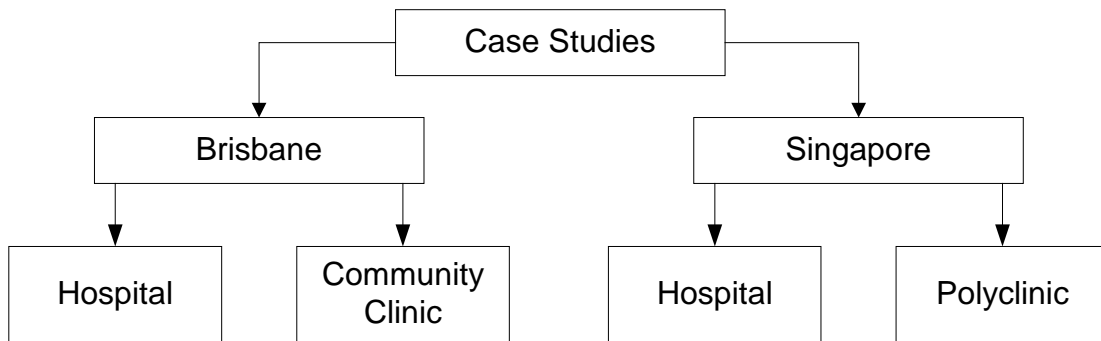 Case Studies
Brisbane
Singapore
Hospital
Community
Clinic
Hospital
Polyclinic